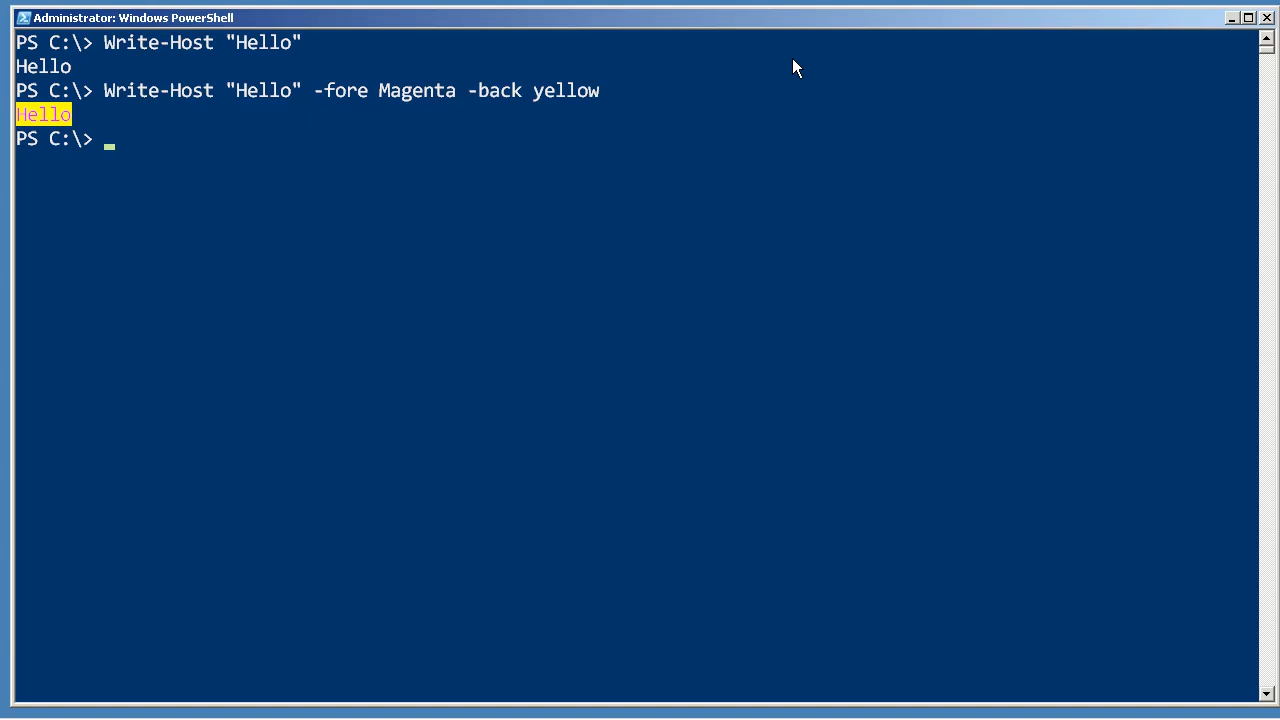 Administrator: Windows PowerShell
PS C:\> Write-Host "Hello"
Hello
PS C:\> Write-Host "Hello" -fore Magenta -back yellow
Hello
PS C:\>